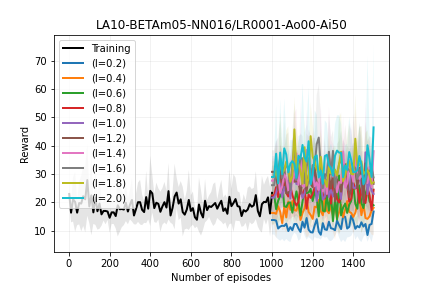 LA10-BETAm05-NN016/LR0001-Ao00-Ai50
Reward
70
60
50
40
30
20
10
Training
(l=0.2)
(l=0.4)
(l=0.6)
(l=0.8)
(l=1.0)
(l=1.2)
(l=1.4)
(l=1.6)
(l=1.8)
(l=2.0)
0 200 400 600 800 1000 1200 1400
Number of episodes